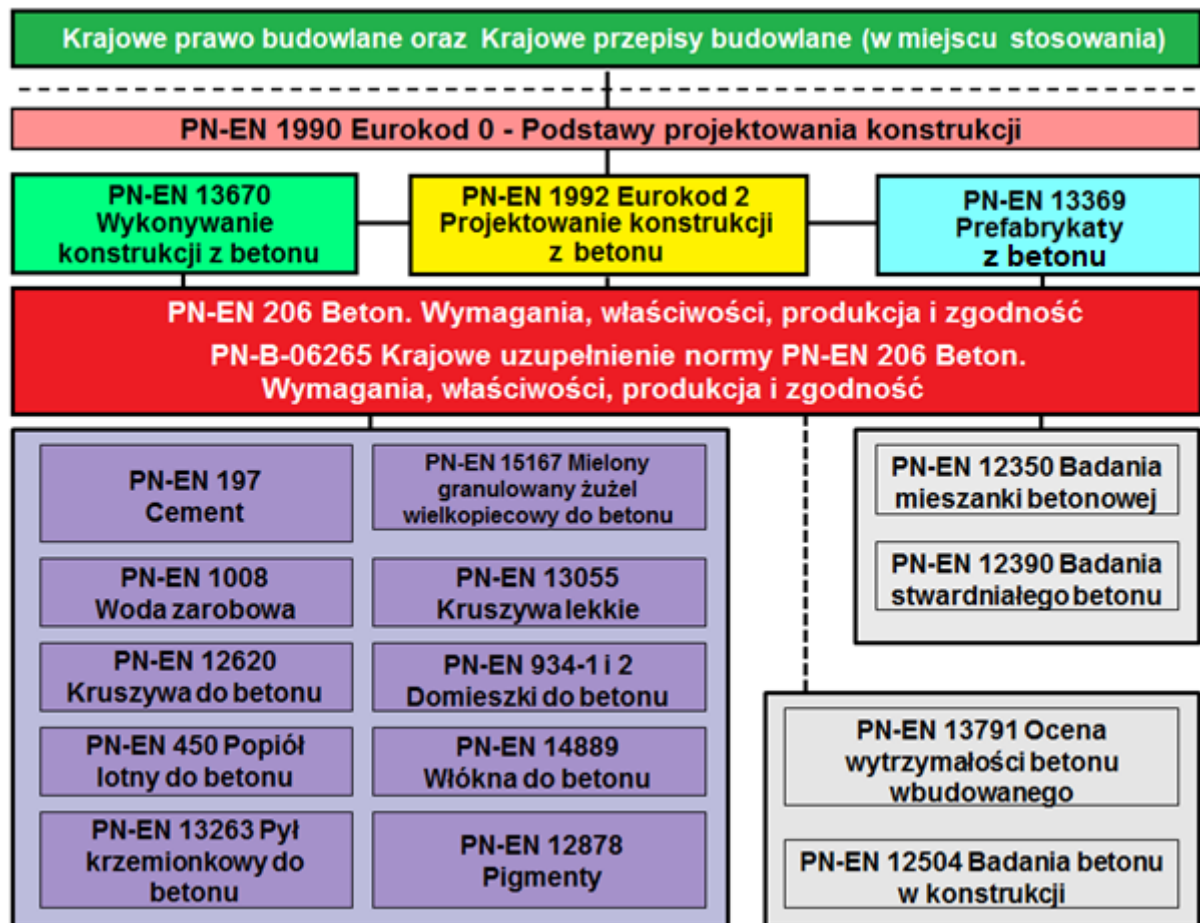 Krajowe prawo budowlane oraz Krajowe przepisy budowlane (w miejscu stosowania)
PN-EN 1990 Eurokod 0 - Podstawy projektowania konstrukcji
PN-EN 13670
Wykonywanie
konstrukcji z betonu
PN-EN 1992 Eurokod 2
Projektowanie konstrukcji
z betonu
PN-EN 13369
Prefabrykaty
z betonu
PN-EN 206 Beton. Wymagania, właściwości, produkcja i zgodność
PN-B-06265 Krajowe uzupełnienie normy PN-EN 206 Beton.
Wymagania, właściwości, produkcja i zgodność
PN-EN 197
Cement
PN-EN 15167 Mielony
granulowany żużel
wielkopiecowy do betonu
PN-EN 1008
Woda zarobowa
PN-EN 13055
Kruszywa lekkie
PN-EN 12620
Kruszywa do betonu
PN-EN 934-1 i 2
Domieszki do betonu
PN-EN 450 Popiół
lotny do betonu
PN-EN 14889
Włókna do betonu
PN-EN 13263 Pył
krzemionkowy do
betonu
PN-EN 12878
Pigmenty
PN-EN 12350 Badania
mieszanki betonowej
PN-EN 12390 Badania
stwardniałego betonu
PN-EN 13791 Ocena
wytrzymałości betonu
wbudowanego
PN-EN 12504 Badania betonu
w konstrukcji